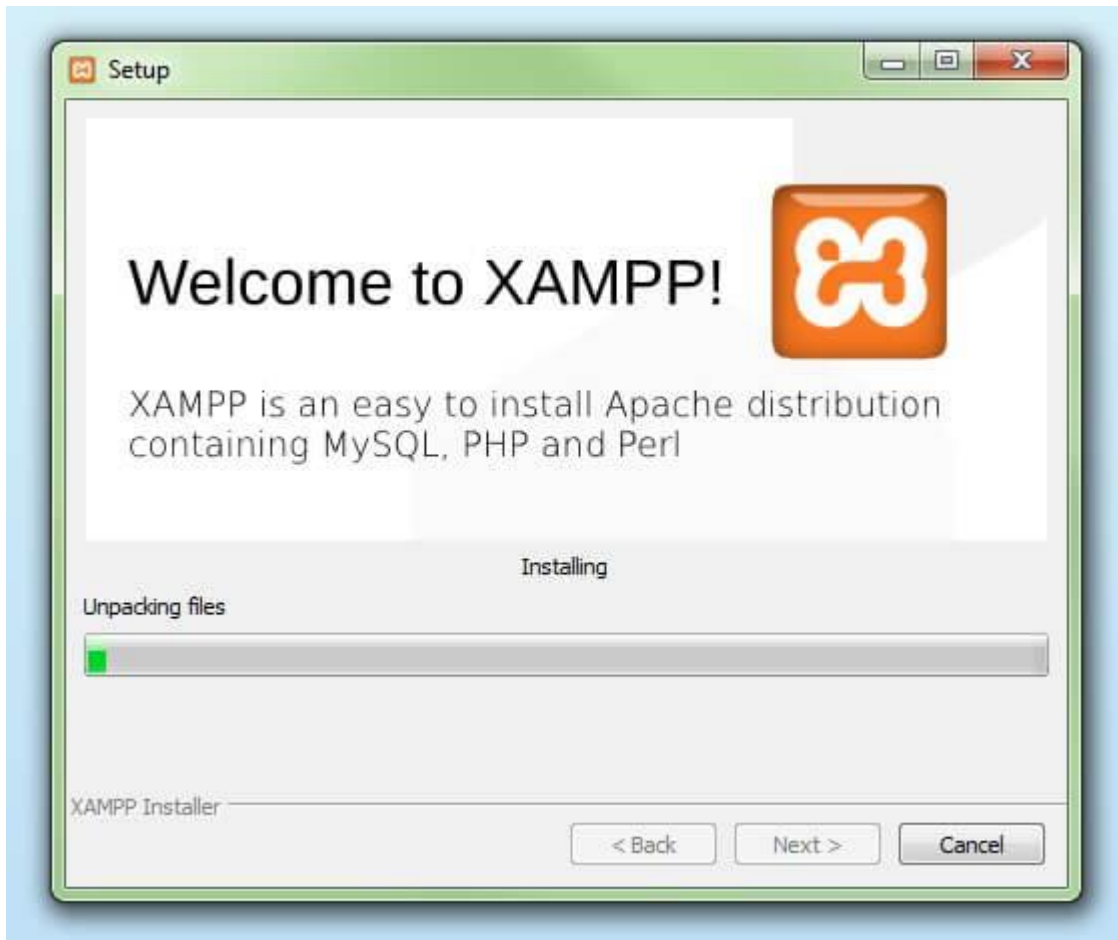 Setup
Welcome to XAMPP!
XAMPP is an easy to install Apache distribution
containing MySQL, PHP and Perl
Installing
Unpacking files
XAMPP Installer
< Back
Next >
Cancel